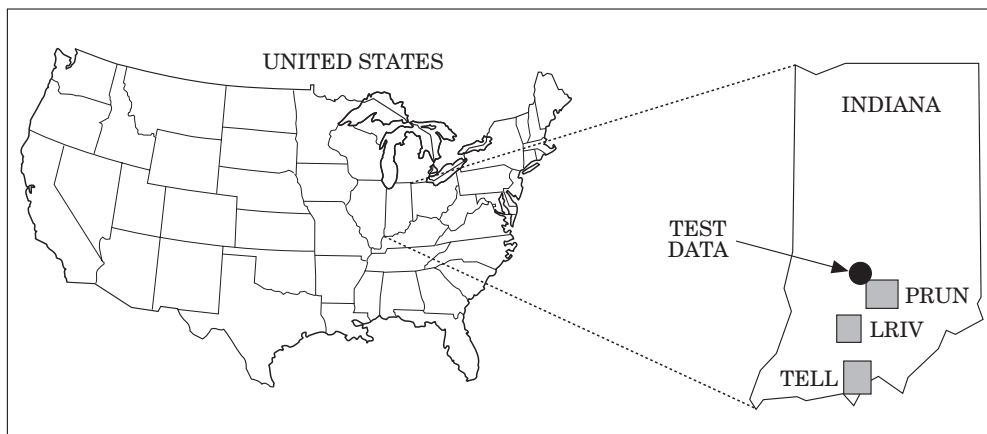 UNITED STATES
INDIANA
TEST
DATA
PRUN
LRIV
TELL